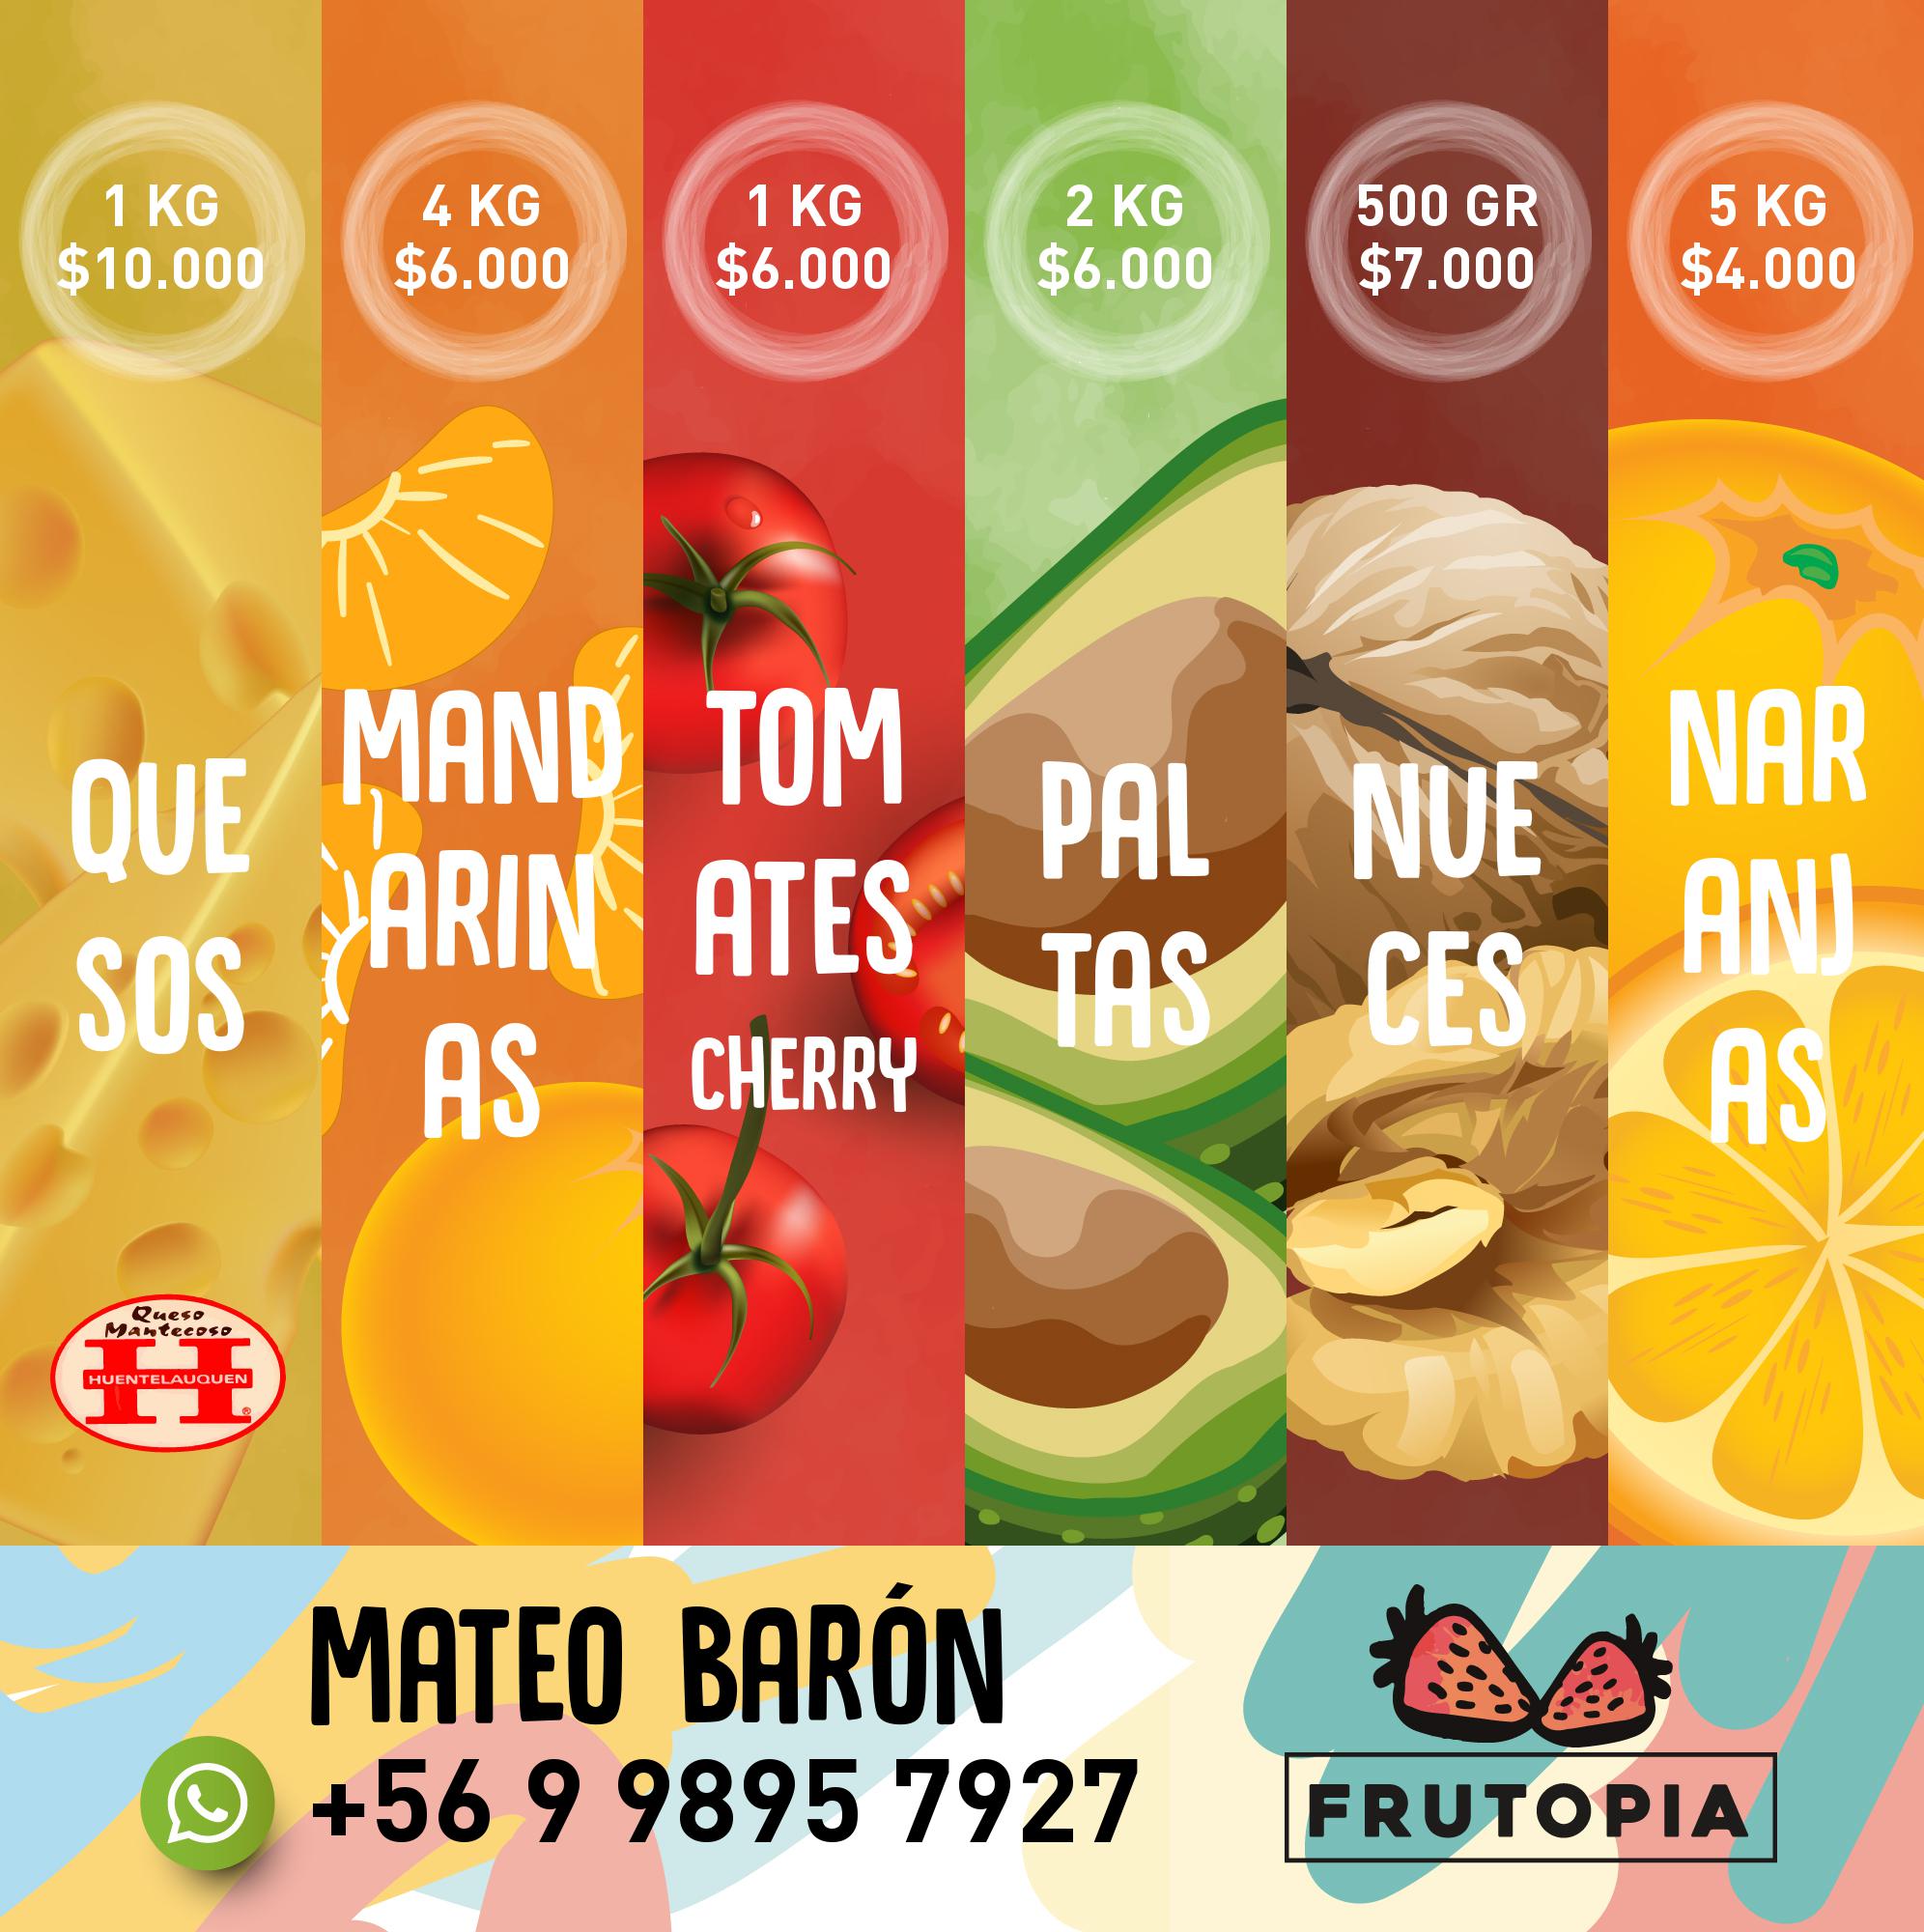 1 KG
$10.000
QUE
SOS
Queso
Mantecoso
H
HUENTELAUQUEN
®
4 KG
$6.000
MAND
ARIN
AS
1 KG
$6.000
TOM
ATES
CHERRY
2 KG
$6.000
PAL
TAS
500 GR
$7.000
NUE
CES
5 KG
$4.000
NAR
ANJ
AS
MATEO BARÓN
+56 9 9895 7927
FRUTOPIA